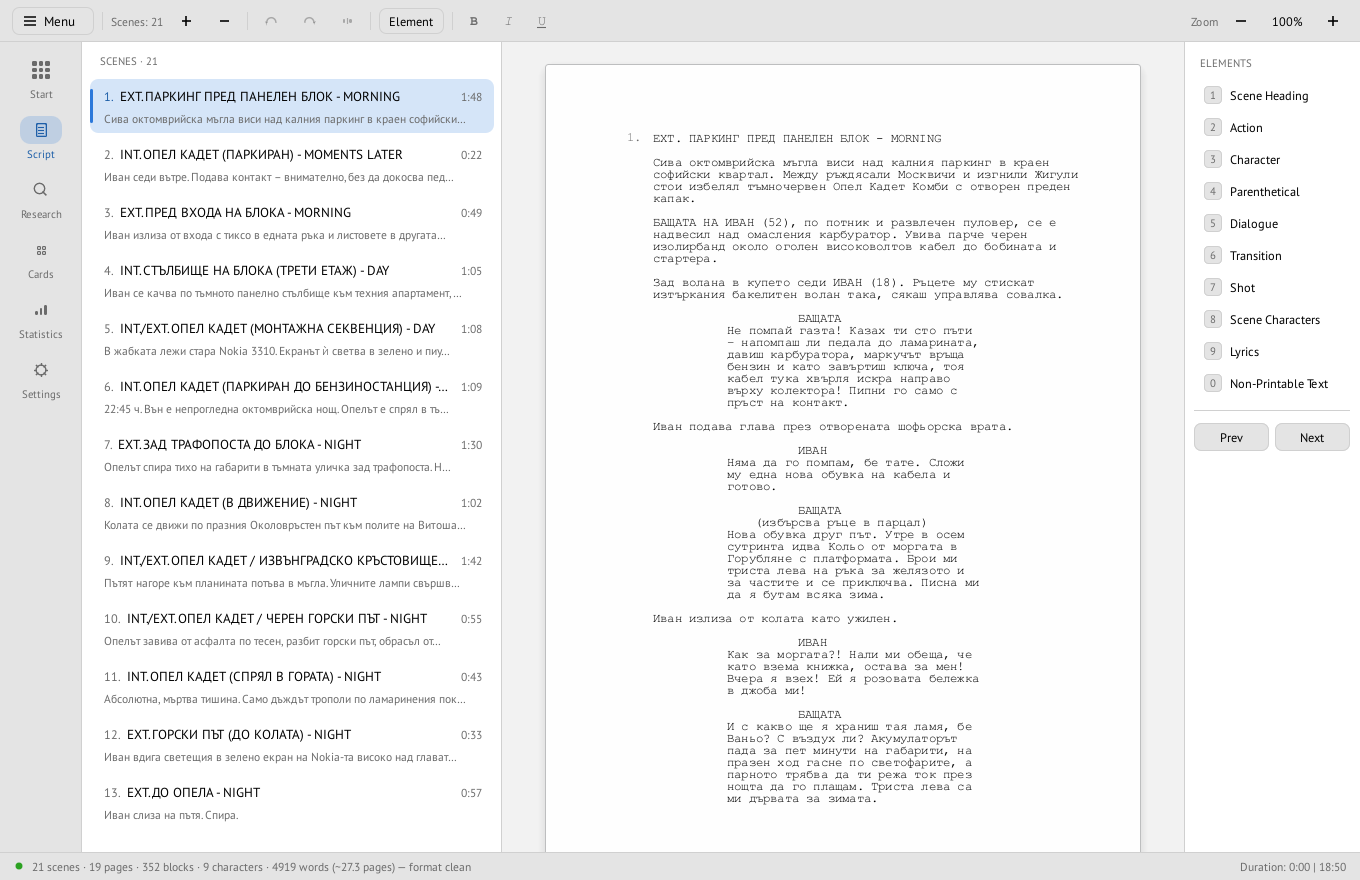 Menu
Scenes: 21
Element
B
I
U
Zoom
100%
Start
Script
Research
Cards
Statistics
Settings
SCENES · 21
1. ЕХТ.ПАРКИНГ ПРЕД ПАНЕЛЕН БЛОК - MORNING 1:48
Сива октомврийска мъгла виси над калния паркинг в краен софийски...
2. INT.ОПЕЛ КАДЕТ (ПАРКИРАН) - MOMENTS LATER 0:22
Иван седи вътре. Подава контакт – внимателно, без да докосва пед...
3. EXT.ПРЕД ВХОДА НА БЛОКА - MORNING 0:49
Иван излиза от входа с тиксо в едната ръка и листовете в другата...
4. INT.СТЪЛБИЩЕ НА БЛОКА (ТРЕТИ ЕТАЖ) - DAY 1:05
Иван се качва по тъмното панелно стълбище към техния апартамент, ...
5. INT./EXT.ОПЕЛ КАДЕТ (МОНТАЖНА СЕКВЕНЦИЯ) - DAY 1:08
В жабката лежи стара Nokia 3310. Екранът ѝ светва в зелено и пиу...
6. INT.ОПЕЛ КАДЕТ (ПАРКИРАН ДО БЕНЗИНОСТАНЦИЯ) -... 1:09
22:45 ч. Вън е непрогледна октомврийска нощ. Опелът е спрял в тъ...
7. EXT.ЗАД ТРАФОПОСТА ДО БЛОКА - NIGHT 1:30
Опелът спира тихо на габарити в тъмната уличка зад трафопоста. Н...
8. INT.ОПЕЛ КАДЕТ (В ДВИЖЕНИЕ) - NIGHT 1:02
Колата се движи по празния Околовръстен път към полите на Витоша...
9. INT./EXT.ОПЕЛ КАДЕТ / ИЗВЪНГРАДСКО КРЪСТОВИЩЕ... 1:42
Пътят нагоре към планината потъва в мъгла. Уличните лампи свършв...
10. INT./EXT.ОПЕЛ КАДЕТ / ЧЕРЕН ГОРСКИ ПЪТ - NIGHT 0:55
Опелът завива от асфалта по тесен, разбит горски път, обрасъл от...
11. INT.ОПЕЛ КАДЕТ (СПРЯЛ В ГОРАТА) - NIGHT 0:43
Абсолютна, мъртва тишина. Само дъждът трополи по ламаринения пок...
12. EXT.ГОРСКИ ПЪТ (ДО КОЛАТА) - NIGHT 0:33
Иван вдига светещия в зелено екран на Nokia-та високо над глават...
13. EXT.ДО ОПЕЛА - NIGHT 0:57
Иван слиза на пътя. Спира.
1. EXT. ПАРКИНГ ПРЕД ПАНЕЛЕН БЛОК - MORNING
Сива октомврийска мъгла виси над калния паркинг в краен
софийски квартал. Между ръждясали Москвичи и изгнили Жигули
стои избелял тъмночервен Опел Кадет Комби с отворен преден
капак.
БАЩАТА НА ИВАН (52), по потник и развлечен пуловер, се е
надвесил над омасления карбуратор. Увива парче черен
изолирбанд около оголен високоволтов кабел до бобината и
стартера.
Зад волана в купето седи ИВАН (18). Ръцете му стискат
изтъркания бакелитен волан така, сякаш управлява совалка.
БАЩАТА
Не помпай газта! Казах ти сто пъти
– напомпаш ли педала до ламарината,
давиш карбуратора, маркучът връща
бензин и като завъртиш ключа, тоя
кабел тука хвърля искра направо
върху колектора! Пипни го само с
пръст на контакт.
Иван подава глава през отворената шофьорска врата.
ИВАН
Няма да го помпам, бе тате. Сложи
му една нова обувка на кабела и
готово.
БАЩАТА
(избърсва ръце в парцал)
Нова обувка друг път. Утре в осем
сутринта идва Кольо от моргата в
Горубляне с платформата. Брои ми
триста лева на ръка за желязото и
за частите и се приключва. Писна ми
да я бутам всяка зима.
Иван излиза от колата като ужилен.
ИВАН
Как за моргата?! Нали ми обеща, че
като взема книжка, остава за мен!
Вчера я взех! Ей я розовата бележка
в джоба ми!
БАЩАТА
И с какво ще я храниш тая ламя, бе
Ваньо? С въздух ли? Акумулаторът
пада за пет минути на габарити, на
празен ход гасне по светофарите, а
парното трябва да ти режа ток през
нощта да го плащам. Триста лева са
ми дървата за зимата.
ELEMENTS
1 Scene Heading
2 Action
3 Character
4 Parenthetical
5 Dialogue
6 Transition
7 Shot
8 Scene Characters
9 Lyrics
0 Non-Printable Text
Prev
Next
21 scenes · 19 pages · 352 blocks · 9 characters · 4919 words (~27.3 pages) — format clean
Duration: 0:00 | 18:50